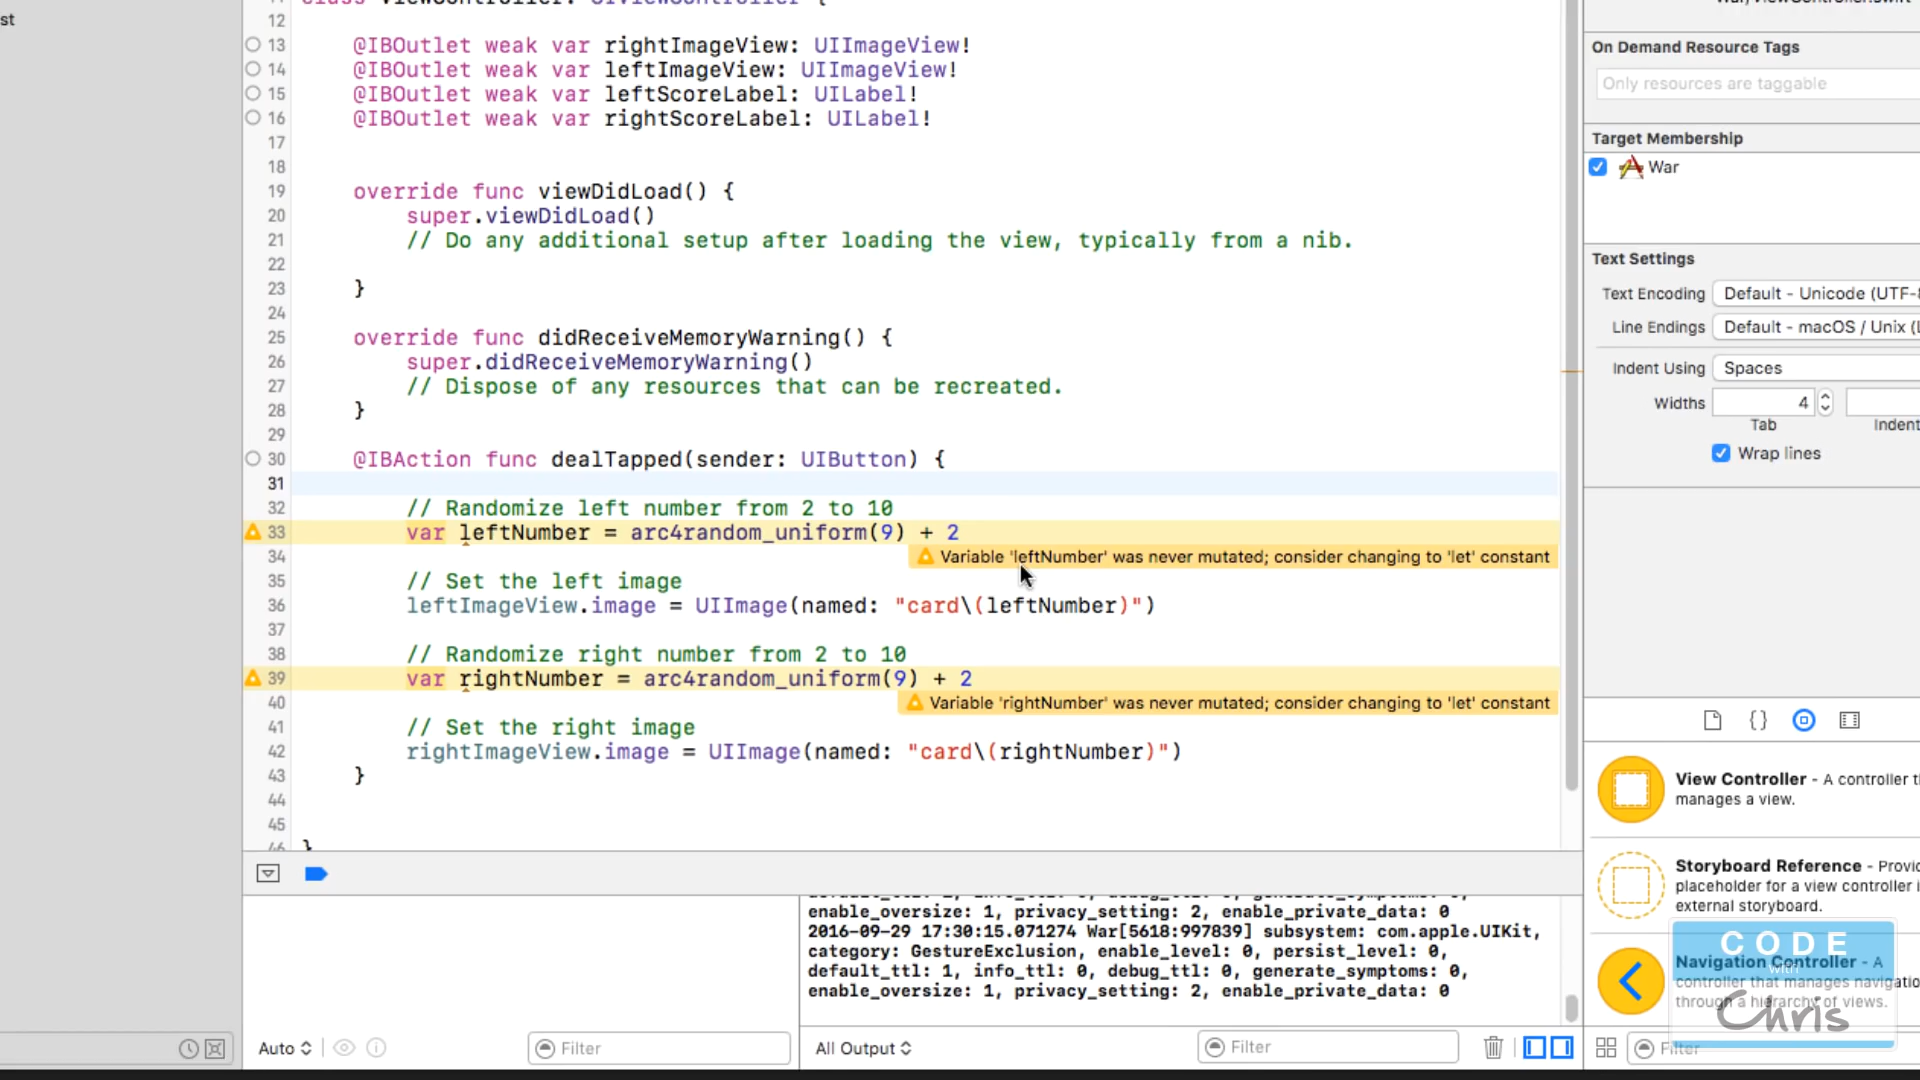 st
class ViewController: UIViewController {
12
13 @IBOutlet weak var rightImageView: UIImageView!
14 @IBOutlet weak var leftImageView: UIImageView!
15 @IBOutlet weak var leftScoreLabel: UILabel!
16 @IBOutlet weak var rightScoreLabel: UILabel!
17
18
19 override func viewDidLoad() {
20 super.viewDidLoad()
21 // Do any additional setup after loading the view, typically from a nib.
22
23 }
24
25 override func didReceiveMemoryWarning() {
26 super.didReceiveMemoryWarning()
27 // Dispose of any resources that can be recreated.
28 }
29
30 @IBAction func dealTapped(sender: UIButton) {
31
32 // Randomize left number from 2 to 10
33 var leftNumber = arc4random_uniform(9) + 2
34 Variable 'leftNumber' was never mutated; consider changing to 'let' constant
35 // Set the left image
36 leftImageView.image = UIImage(named: "card\(leftNumber)")
37
38 // Randomize right number from 2 to 10
39 var rightNumber = arc4random_uniform(9) + 2
40 Variable 'rightNumber' was never mutated; consider changing to 'let' constant
41 // Set the right image
42 rightImageView.image = UIImage(named: "card\(rightNumber)")
43 }
44
45
46 }
enable_oversize: 1, privacy_setting: 2, enable_private_data: 0
2016-09-29 17:30:15.071274 War[5618:997839] subsystem: com.apple.UIKit,
category: GestureExclusion, enable_level: 0, persist_level: 0,
default_ttl: 1, info_ttl: 0, debug_ttl: 0, generate_symptoms: 0,
enable_oversize: 1, privacy_setting: 2, enable_private_data: 0
Auto
Filter
All Output
Filter
On Demand Resource Tags
Only resources are taggable
Target Membership
War
Text Settings
Text Encoding Default - Unicode (UTF-8
Line Endings Default - macOS / Unix (L
Indent Using Spaces
Widths 4
Tab Indent
Wrap lines
View Controller - A controller t
manages a view.
Storyboard Reference - Provi
placeholder for a view controller i
external storyboard.
Navigation Controller - A
controller that manages navigatio
through a hierarchy of views.
CODE
with
Chris
Filter